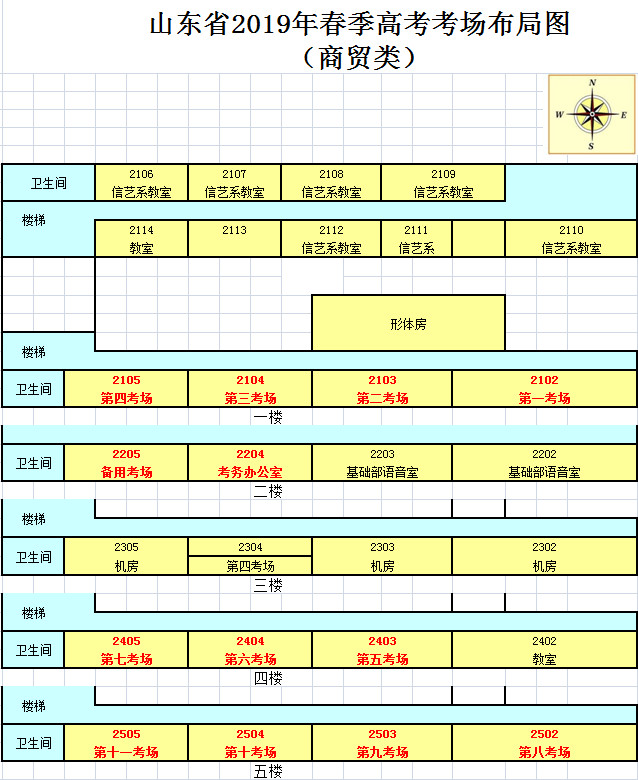 山东省2019年春季高考考场布局图
（商贸类）
N
W E
S
卫生间 2106 2107 2108 2109
信艺系教室 信艺系教室 信艺系教室 信艺系教室
楼梯
2114 2113 2112 2111 2110
教室 信艺系教室 信艺系 信艺系教室
形体房
楼梯
卫生间 2105 2104 2103 2102
第四考场 第三考场 第二考场 第一考场
一楼
卫生间 2205 2204 2203 2202
备用考场 考务办公室 基础部语音室 基础部语音室
二楼
楼梯
卫生间 2305 2304 2303 2302
机房 第四考场 机房 机房
三楼
楼梯
卫生间 2405 2404 2403 2402
第七考场 第六考场 第五考场 教室
四楼
楼梯
卫生间 2505 2504 2503 2502
第十一考场 第十考场 第九考场 第八考场
五楼